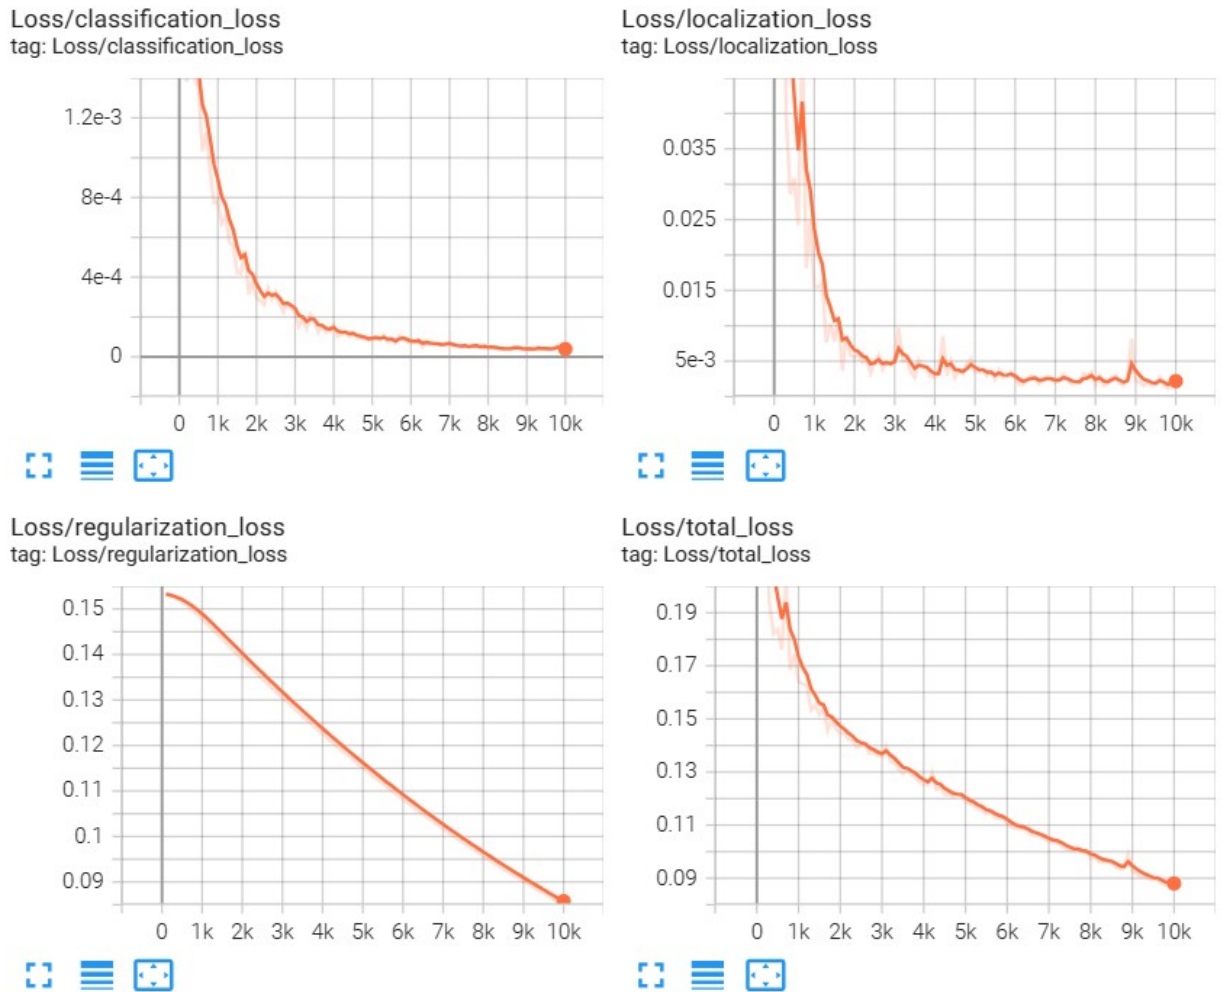 Loss/classification_loss
tag: Loss/classification_loss
1.2e-3
8e-4
4e-4
0
0 1k 2k 3k 4k 5k 6k 7k 8k 9k 10k
Loss/localization_loss
tag: Loss/localization_loss
0.035
0.025
0.015
5e-3
0 1k 2k 3k 4k 5k 6k 7k 8k 9k 10k
Loss/regularization_loss
tag: Loss/regularization_loss
0.15
0.14
0.13
0.12
0.11
0.1
0.09
0 1k 2k 3k 4k 5k 6k 7k 8k 9k 10k
Loss/total_loss
tag: Loss/total_loss
0.19
0.17
0.15
0.13
0.11
0.09
0 1k 2k 3k 4k 5k 6k 7k 8k 9k 10k